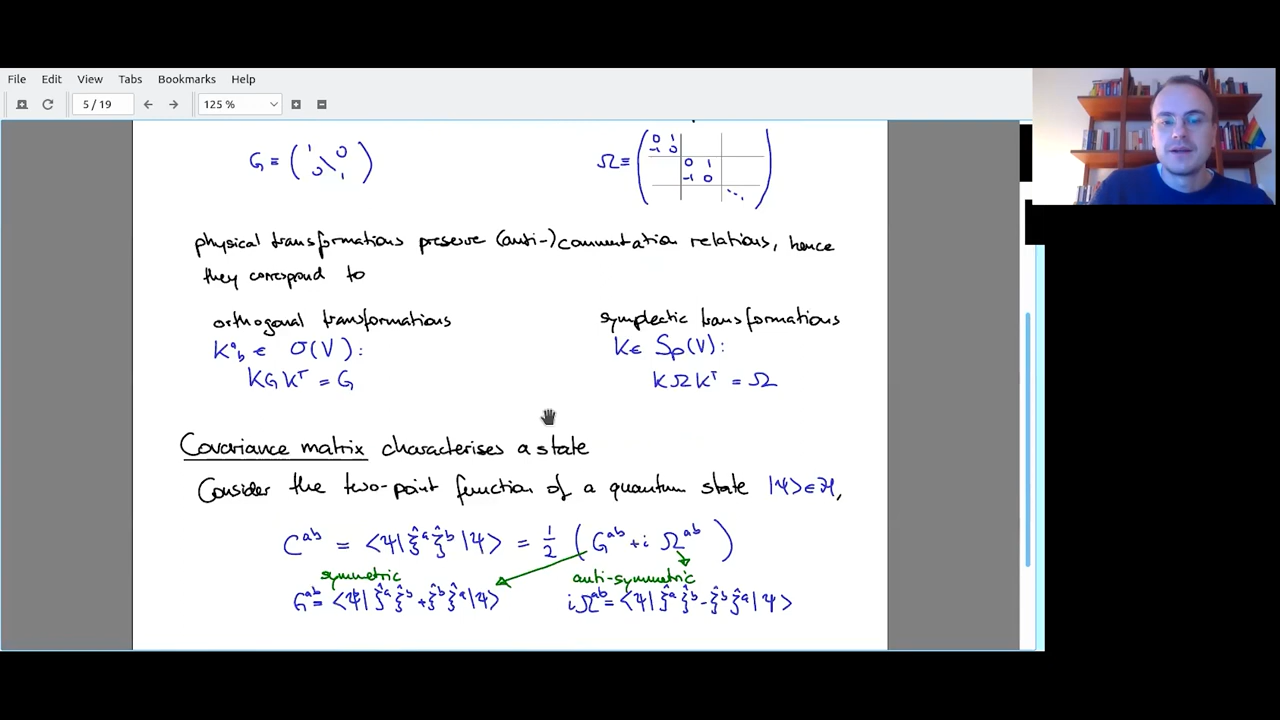 File Edit View Tabs Bookmarks Help
5 / 19 125 %
G ≡ ( 1 0 0 1 )
Ω ≡ ( 0 1 -1 0 0 1 -1 0 ⋱ )
physical transformations preserve (anti-)commutation relations, hence
they correspond to
orthogonal transformations
K^a_b ∈ O(V):
K G K^T = G
symplectic transformations
K ∈ Sp(V):
K Ω K^T = Ω
Covariance matrix characterises a state
Consider the two-point function of a quantum state |ψ> ∈ H,
C^ab = <ψ| ξ̂^a ξ̂^b |ψ> = 1/2 ( G^ab + i Ω^ab )
symmetric
G^ab = <ψ| ξ̂^a ξ̂^b + ξ̂^b ξ̂^a |ψ>
anti-symmetric
iΩ^ab = <ψ| ξ̂^a ξ̂^b - ξ̂^b ξ̂^a |ψ>